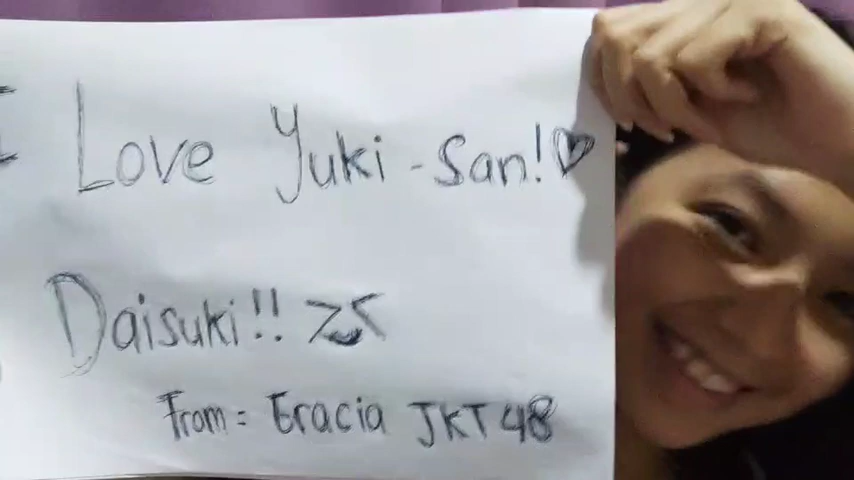 I Love Yuki-San!♡
Daisuki!! >‿<
From = Gracia JKT48